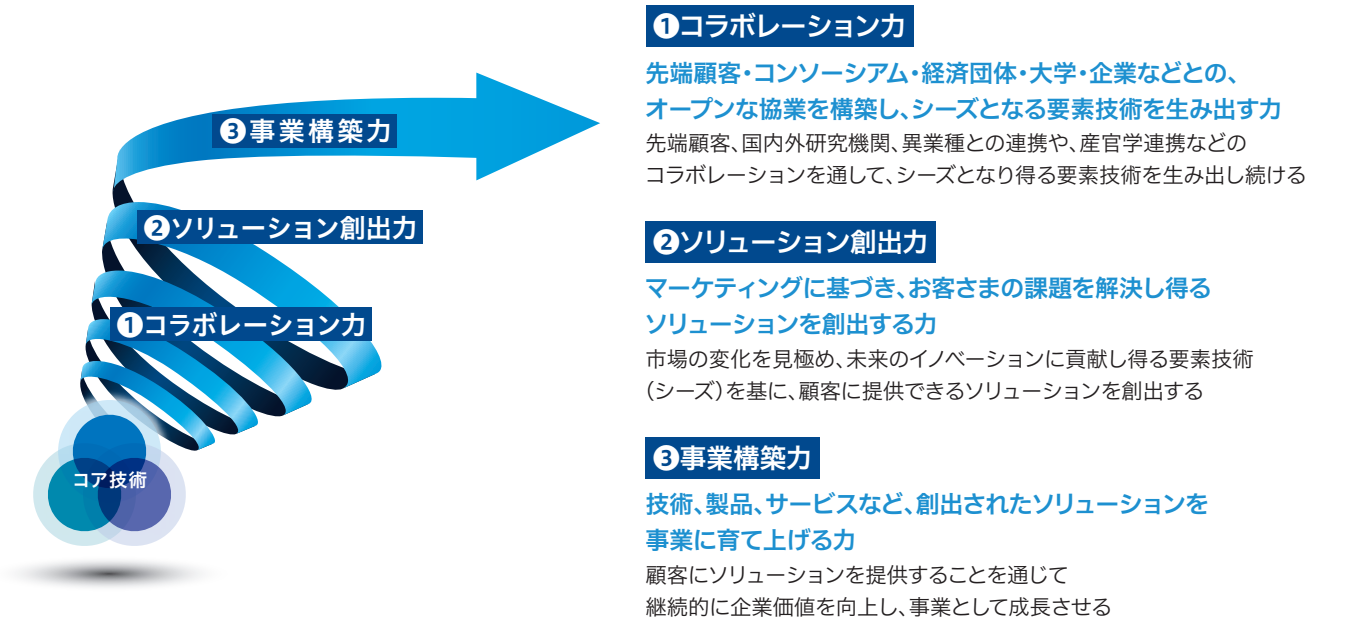 ❸事業構築力
❷ソリューション創出力
❶コラボレーション力
コア技術
❶コラボレーション力
先端顧客・コンソーシアム・経済団体・大学・企業などとの、
オープンな協業を構築し、シーズとなる要素技術を生み出す力
先端顧客、国内外研究機関、異業種との連携や、産官学連携などの
コラボレーションを通して、シーズとなり得る要素技術を生み出し続ける
❷ソリューション創出力
マーケティングに基づき、お客さまの課題を解決し得る
ソリューションを創出する力
市場の変化を見極め、未来のイノベーションに貢献し得る要素技術
（シーズ）を基に、顧客に提供できるソリューションを創出する
❸事業構築力
技術、製品、サービスなど、創出されたソリューションを
事業に育て上げる力
顧客にソリューションを提供することを通じて
継続的に企業価値を向上し、事業として成長させる